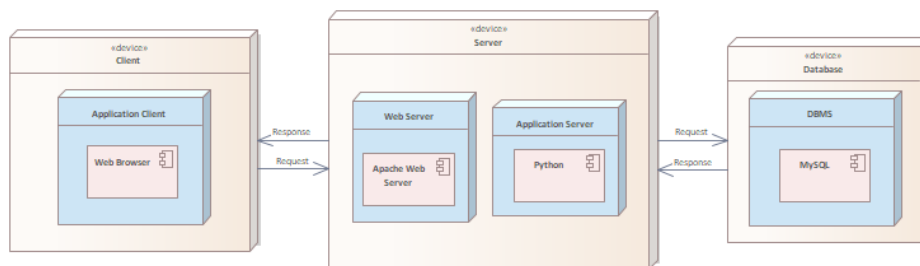 «device»
Client
Application Client
Web Browser
Response
Request
«device»
Server
Web Server
Apache Web
Server
Application Server
Python
Request
Response
«device»
Database
DBMS
MySQL